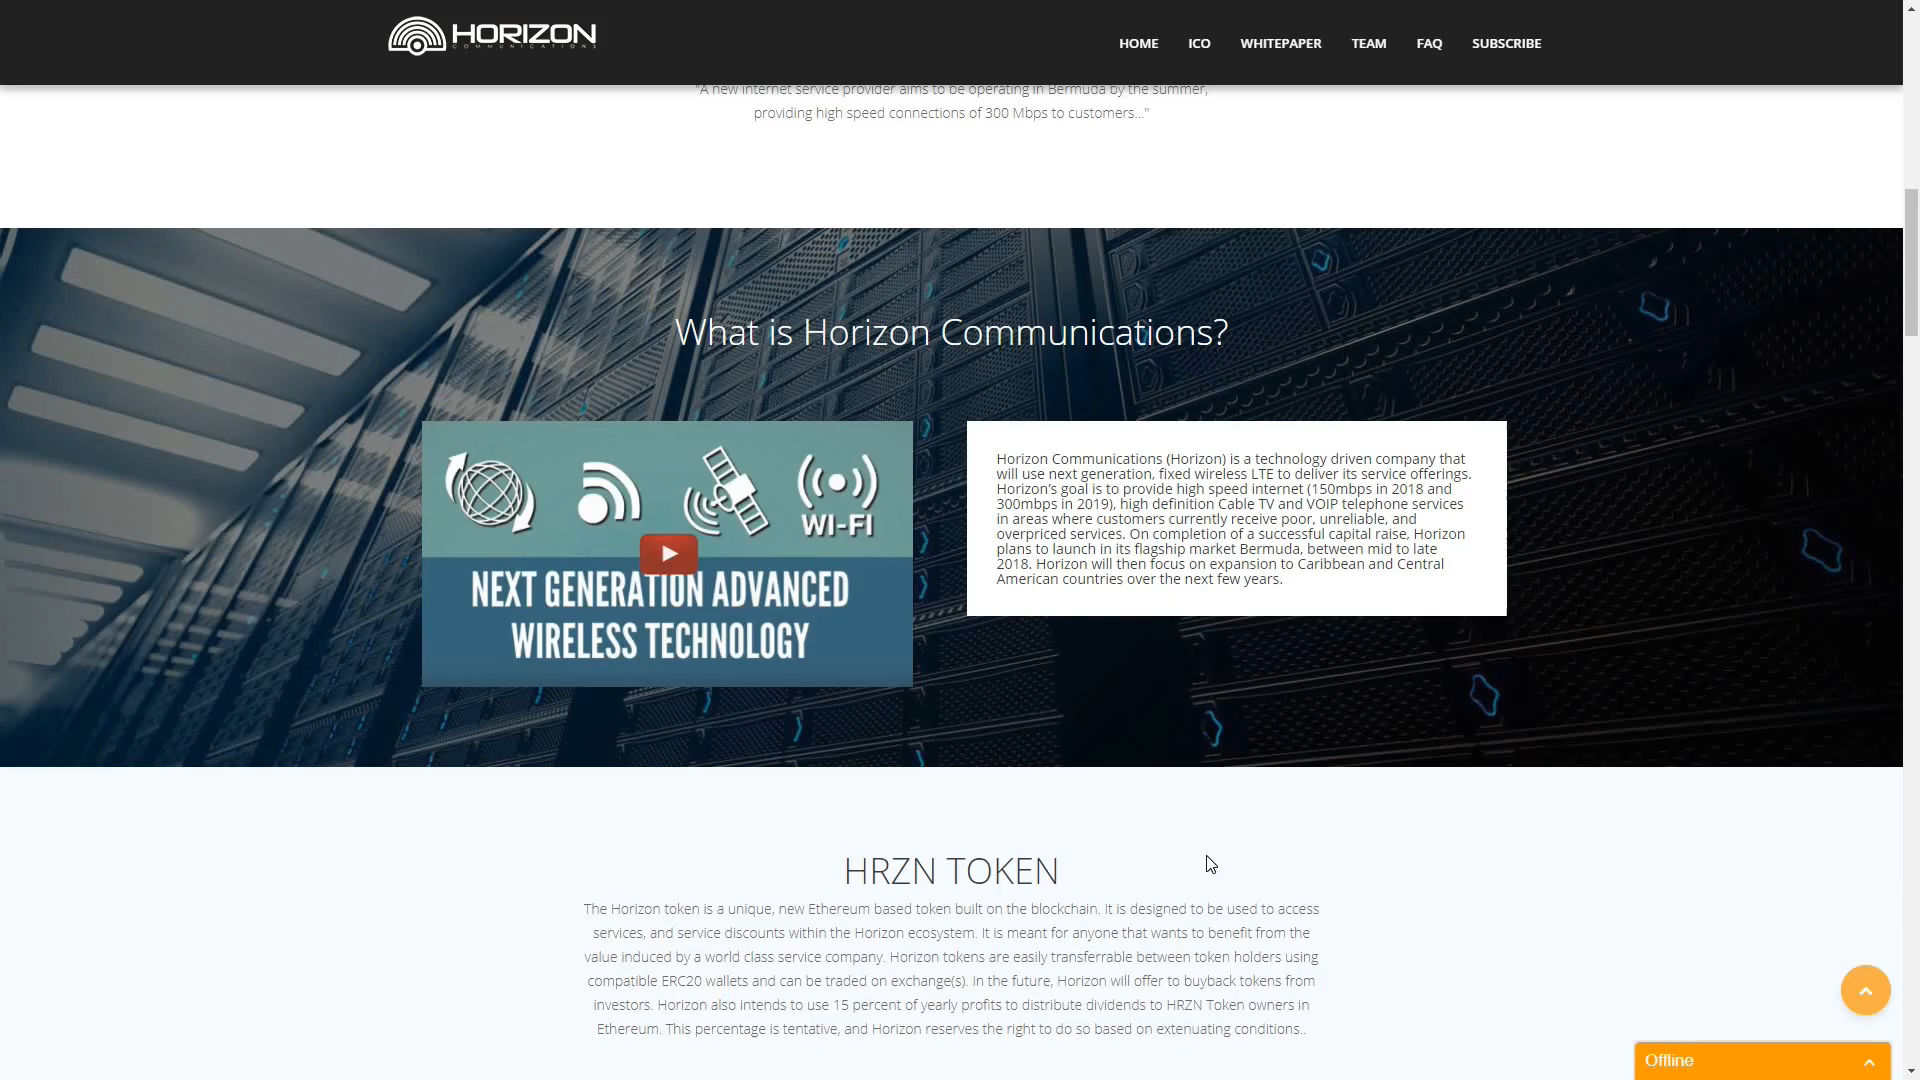 HORIZON
COMMUNICATIONS
HOME ICO WHITEPAPER TEAM FAQ SUBSCRIBE
"A new internet service provider aims to be operating in Bermuda by the summer,
providing high speed connections of 300 Mbps to customers..."
What is Horizon Communications?
WI-FI
NEXT GENERATION ADVANCED
WIRELESS TECHNOLOGY
Horizon Communications (Horizon) is a technology driven company that
will use next generation, fixed wireless LTE to deliver its service offerings.
Horizon's goal is to provide high speed internet (150mbps in 2018 and
300mbps in 2019), high definition Cable TV and VOIP telephone services
in areas where customers currently receive poor, unreliable, and
overpriced services. On completion of a successful capital raise, Horizon
plans to launch in its flagship market Bermuda, between mid to late
2018. Horizon will then focus on expansion to Caribbean and Central
American countries over the next few years.
HRZN TOKEN
The Horizon token is a unique, new Ethereum based token built on the blockchain. It is designed to be used to access
services, and service discounts within the Horizon ecosystem. It is meant for anyone that wants to benefit from the
value induced by a world class service company. Horizon tokens are easily transferrable between token holders using
compatible ERC20 wallets and can be traded on exchange(s). In the future, Horizon will offer to buyback tokens from
investors. Horizon also intends to use 15 percent of yearly profits to distribute dividends to HRZN Token owners in
Ethereum. This percentage is tentative, and Horizon reserves the right to do so based on extenuating conditions..
Offline